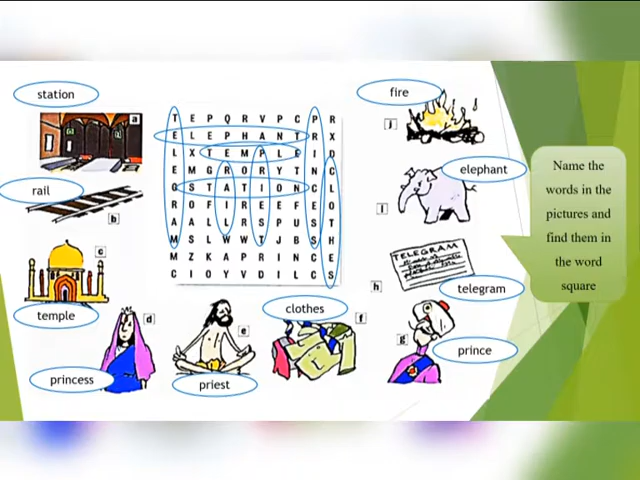 station
fire
T E P Q R V P C P R
E L E P H A N T R X
L X T E M P L E I D
E M G R O R Y T N C
G S T A T I O N C L
R O F A I R E E F E O
A A L L R S P U S T
M S L W W T J B S H
M Z K A P R I N C E
C I O Y V D I L C S
a
j
elephant
rail
b
i
c
TELEGRAM
h
telegram
temple
clothes
d
e
f
g
prince
princess
priest
Name the
words in the
pictures and
find them in
the word
square